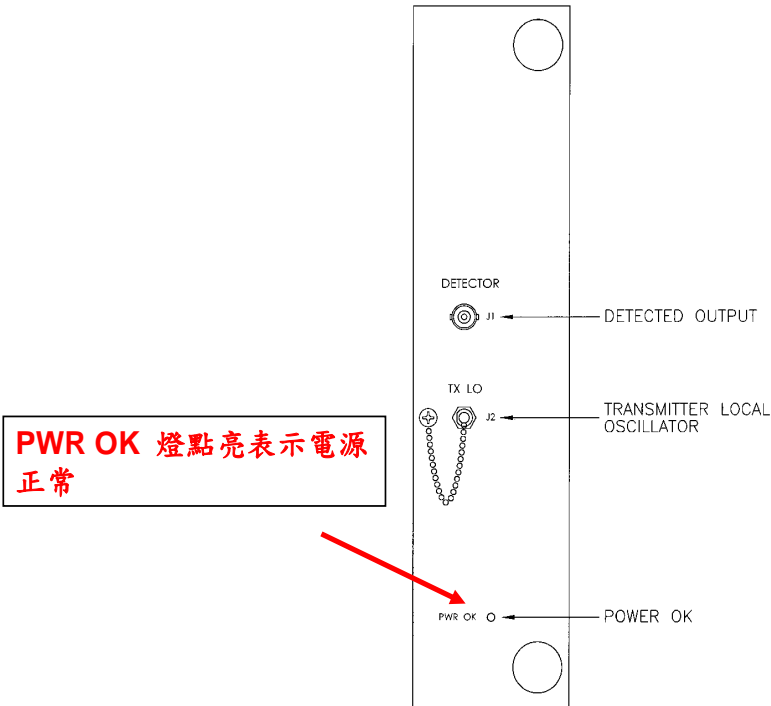 DETECTOR
J1
DETECTED OUTPUT
TX LO
J2
TRANSMITTER LOCAL
OSCILLATOR
PWR OK 燈點亮表示電源
正常
PWR OK
POWER OK